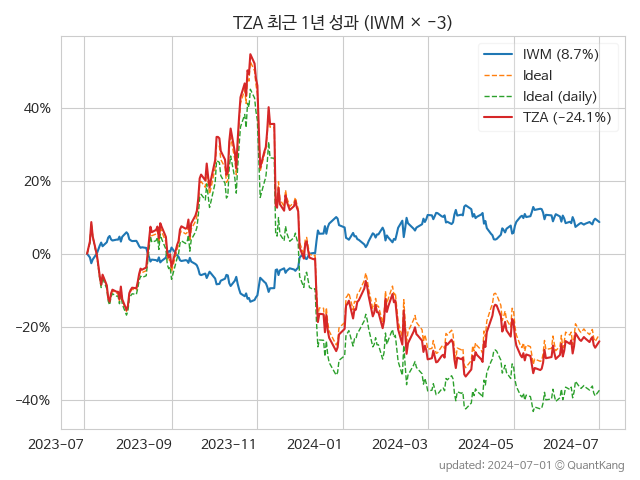 TZA 최근 1년 성과 (IWM × −3)
IWM (8.7%)
Ideal
Ideal (daily)
TZA (−24.1%)
40%
20%
0%
−20%
−40%
2023-07
2023-09
2023-11
2024-01
2024-03
2024-05
2024-07
updated: 2024-07-01 © QuantKang